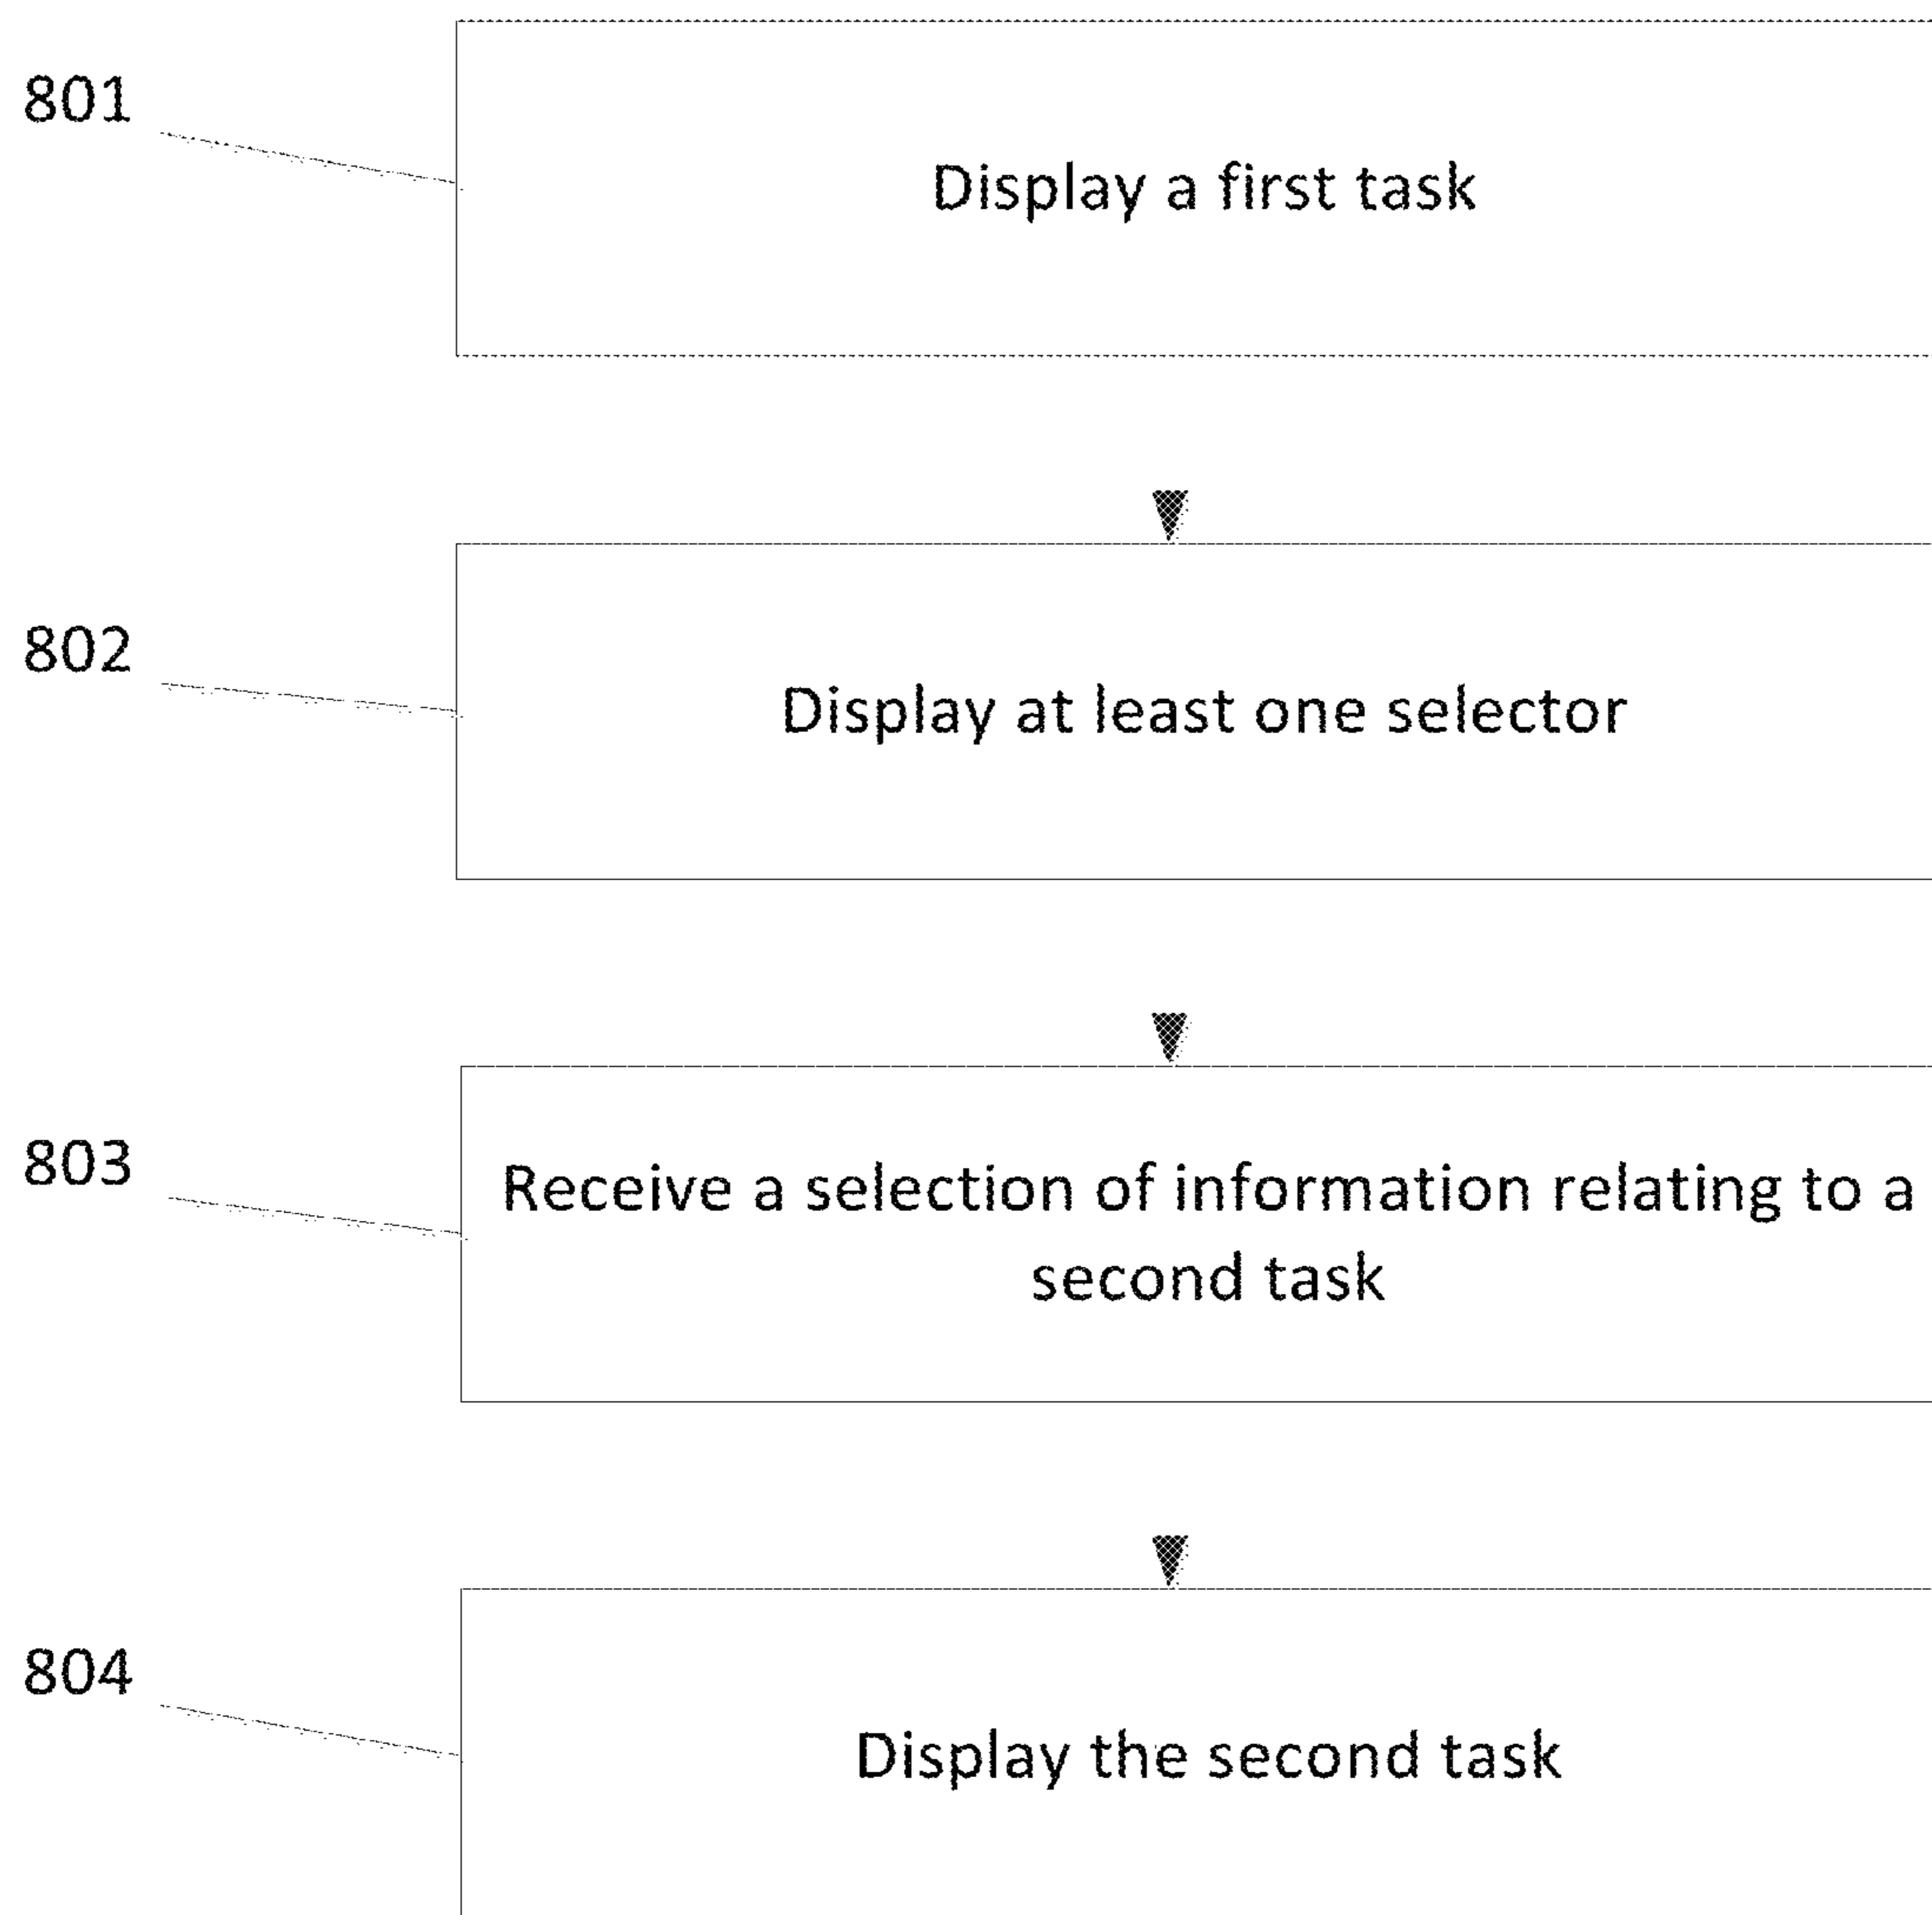 801
Display a first task
802
Display at least one selector
803
Receive a selection of information relating to a
second task
804
Display the second task